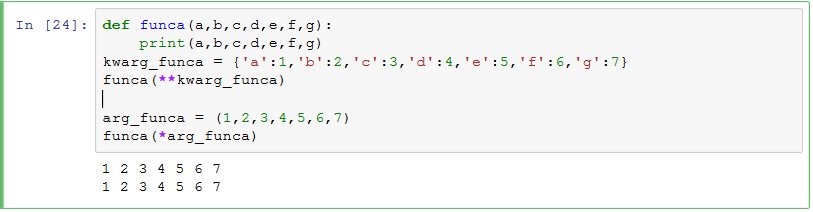 In [24]: def funca(a,b,c,d,e,f,g):
    print(a,b,c,d,e,f,g)
kwarg_funca = {'a':1,'b':2,'c':3,'d':4,'e':5,'f':6,'g':7}
funca(**kwarg_funca)

arg_funca = (1,2,3,4,5,6,7)
funca(*arg_funca)
1 2 3 4 5 6 7
1 2 3 4 5 6 7